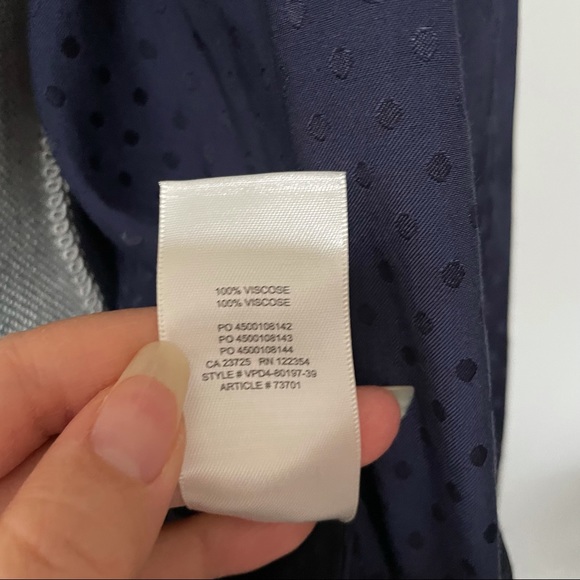 100% VISCOSE
100% VISCOSE
PO 4500108142
PO 4500108143
PO 4500108144
CA 23725 RN 122354
STYLE # VPD4-80197-39
ARTICLE # 73701